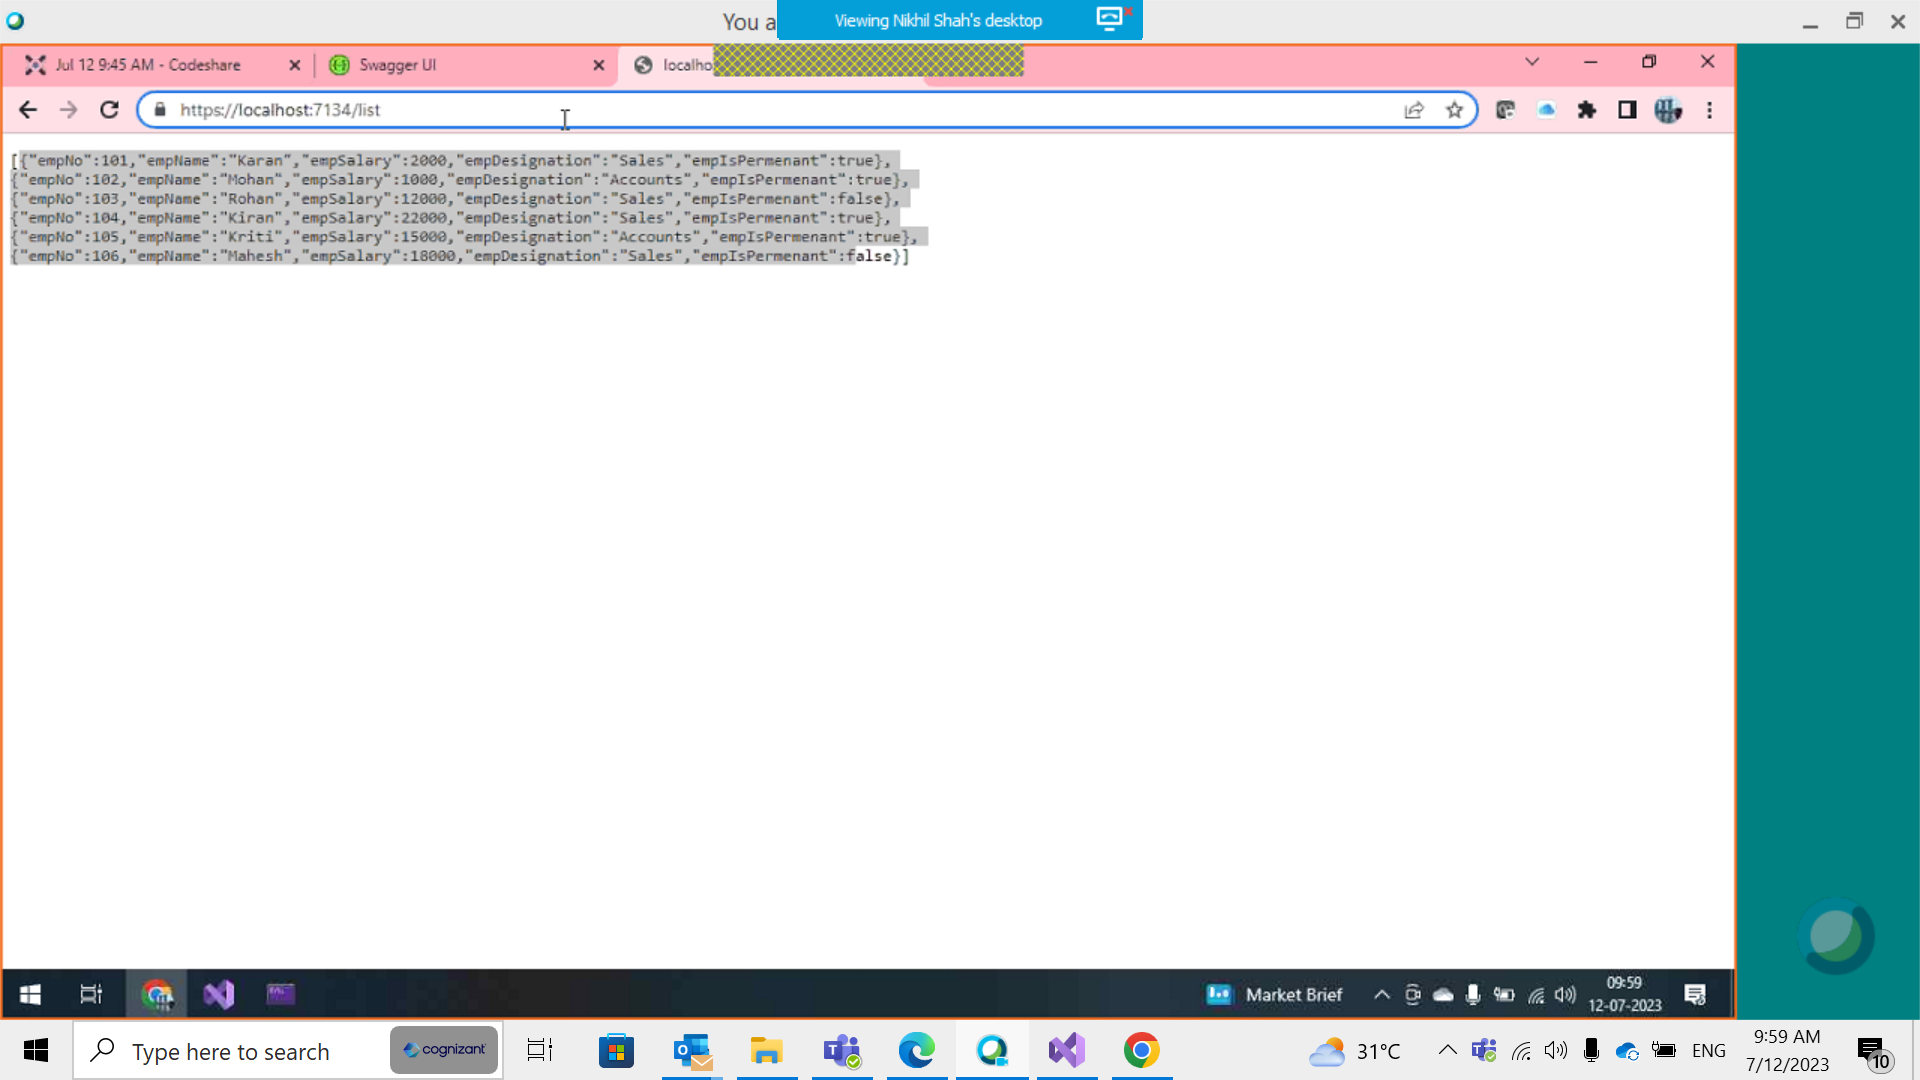 You a
Viewing Nikhil Shah's desktop
Jul 12 9:45 AM - Codeshare
Swagger UI
localho
https://localhost:7134/list
[{"empNo":101,"empName":"Karan","empSalary":2000,"empDesignation":"Sales","empIsPermenant":true},
{"empNo":102,"empName":"Mohan","empSalary":1000,"empDesignation":"Accounts","empIsPermenant":true},
{"empNo":103,"empName":"Rohan","empSalary":12000,"empDesignation":"Sales","empIsPermenant":false},
{"empNo":104,"empName":"Kiran","empSalary":22000,"empDesignation":"Sales","empIsPermenant":true},
{"empNo":105,"empName":"Kriti","empSalary":15000,"empDesignation":"Accounts","empIsPermenant":true},
{"empNo":106,"empName":"Mahesh","empSalary":18000,"empDesignation":"Sales","empIsPermenant":false}]
Market Brief
09:59
12-07-2023
Type here to search
cognizant
31°C
ENG
9:59 AM
7/12/2023
10